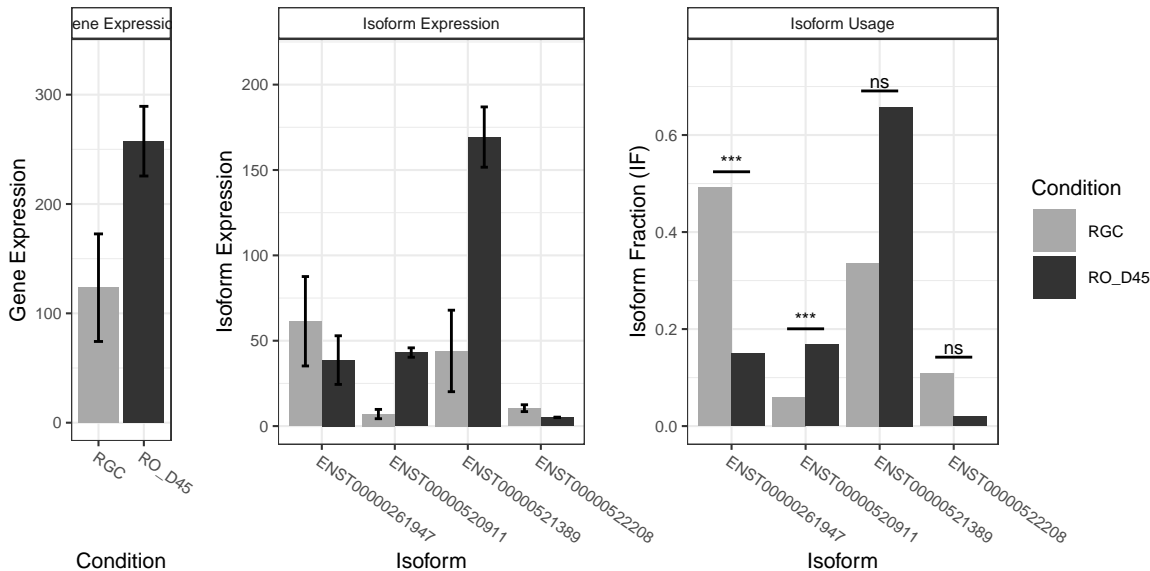 ene Expressio
Isoform Expression
Isoform Usage
Gene Expression
300
200
100
0
RGC
RO_D45
Condition
Isoform Expression
200
150
100
50
0
ENST00000261947
ENST00000520911
ENST00000521389
ENST00000522208
Isoform
Isoform Fraction (IF)
0.6
0.4
0.2
0.0
***
***
ns
ns
ENST00000261947
ENST00000520911
ENST00000521389
ENST00000522208
Isoform
Condition
RGC
RO_D45